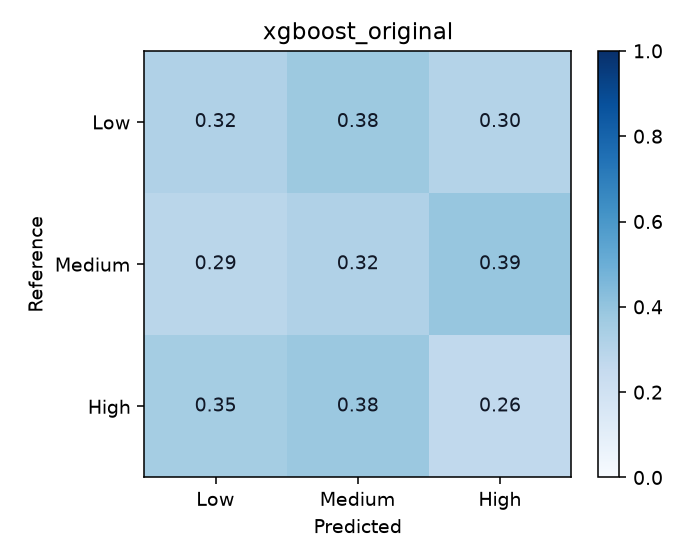 xgboost_original
1.0
Low 0.32 0.38 0.30
0.8
0.6
Reference
Medium 0.29 0.32 0.39
0.4
High 0.35 0.38 0.26
0.2
0.0
Low Medium High
Predicted